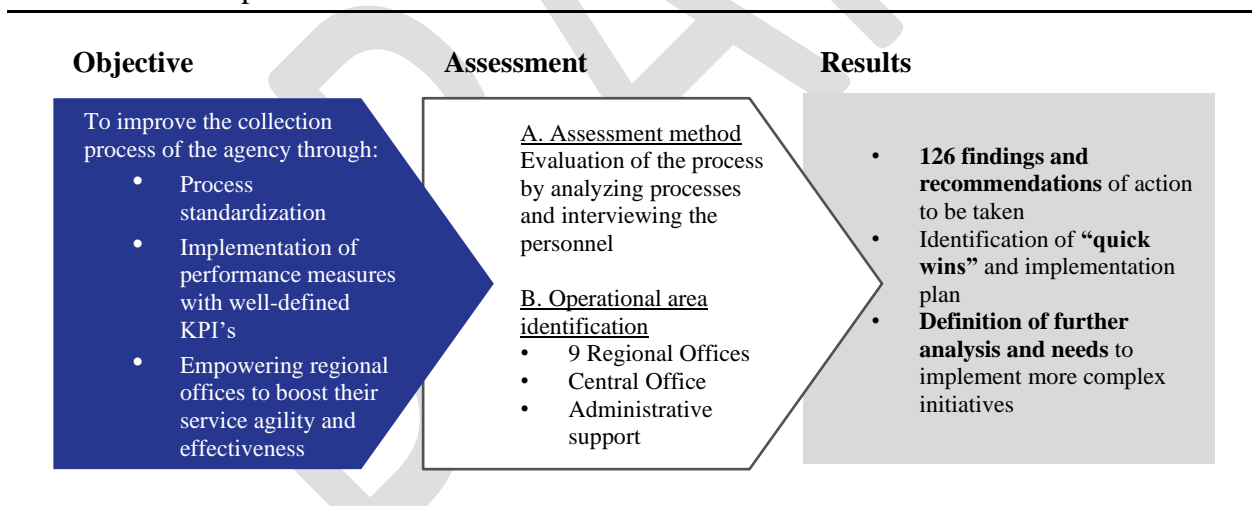 Objective
To improve the collection
process of the agency through:
• Process
standardization
• Implementation of
performance measures
with well-defined
KPI’s
• Empowering regional
offices to boost their
service agility and
effectiveness
Assessment
A. Assessment method
Evaluation of the process
by analyzing processes
and interviewing the
personnel
B. Operational area
identification
• 9 Regional Offices
• Central Office
• Administrative
support
Results
• 126 findings and
recommendations of action
to be taken
• Identification of “quick
wins” and implementation
plan
• Definition of further
analysis and needs to
implement more complex
initiatives